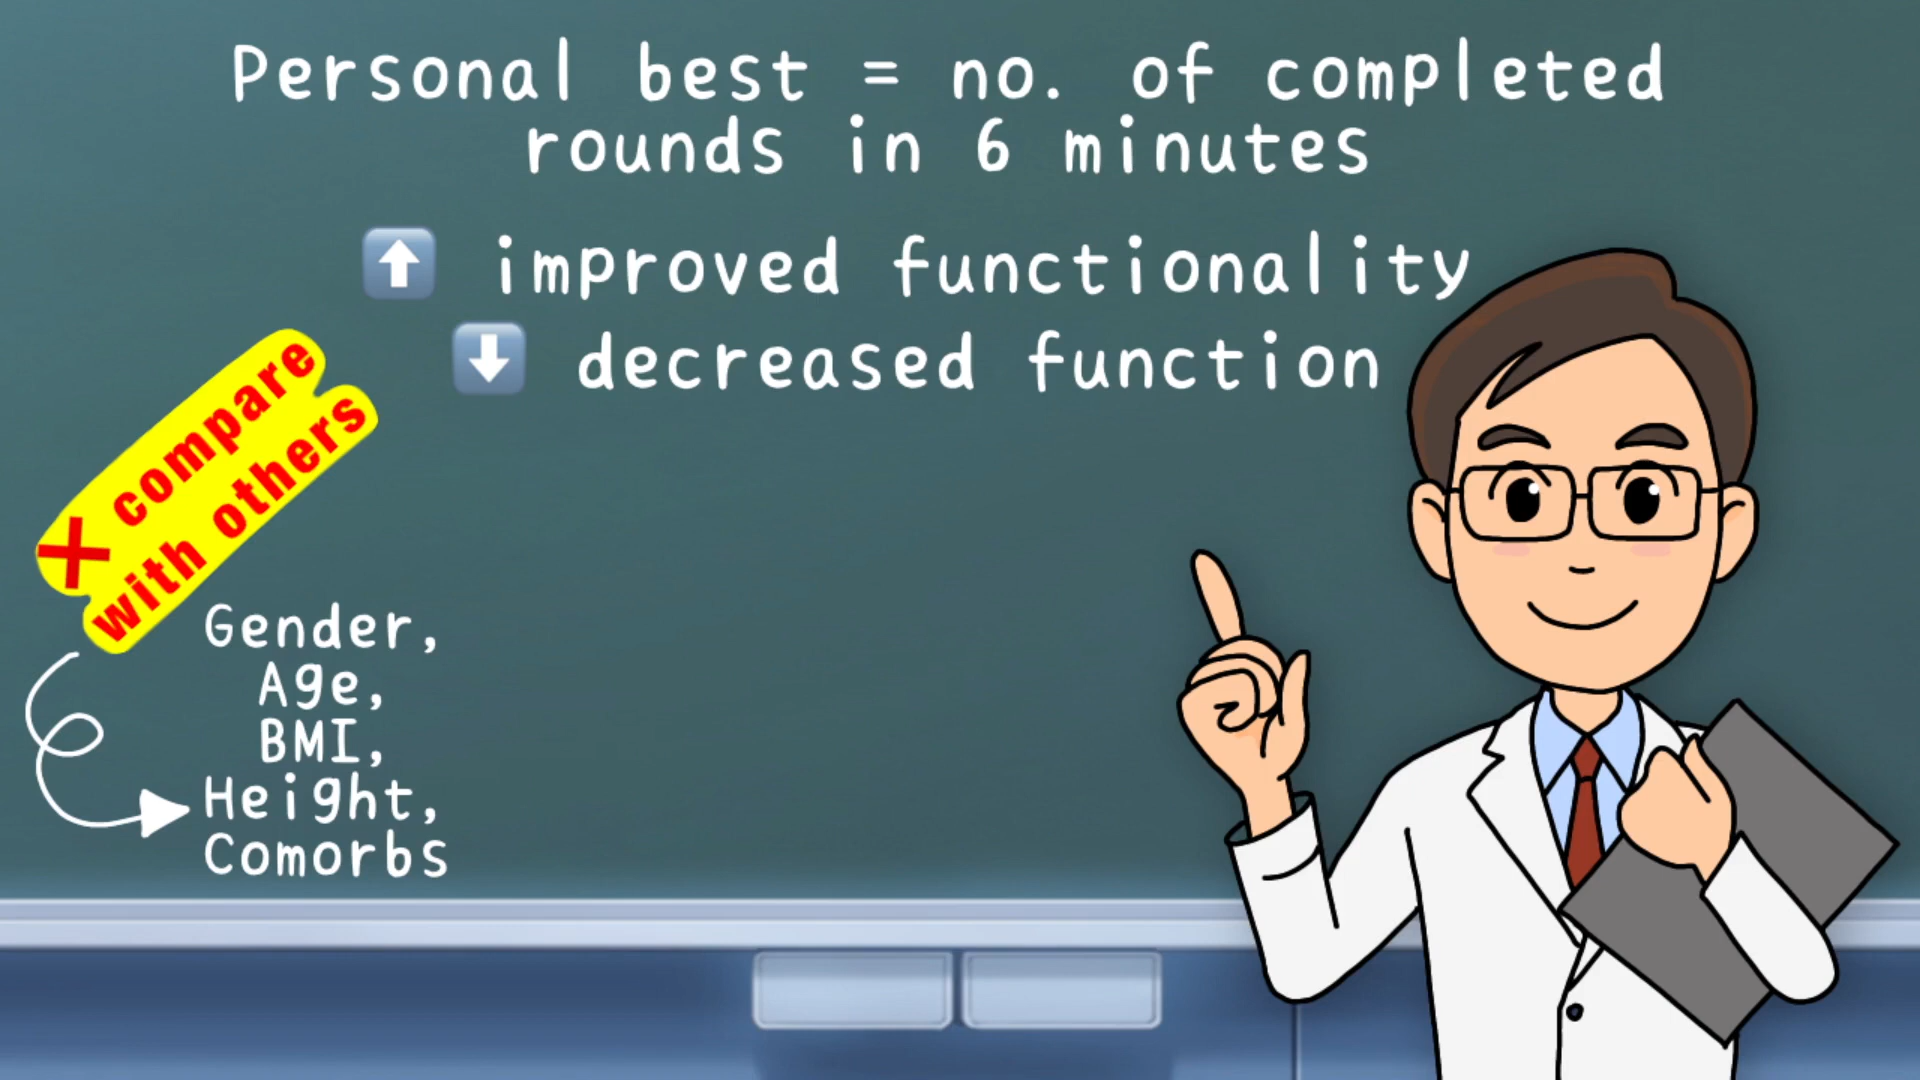 Personal best = no. of completed
rounds in 6 minutes
⬆ improved functionality
⬇ decreased function
X compare
with others
Gender,
Age,
BMI,
Height,
Comorbs